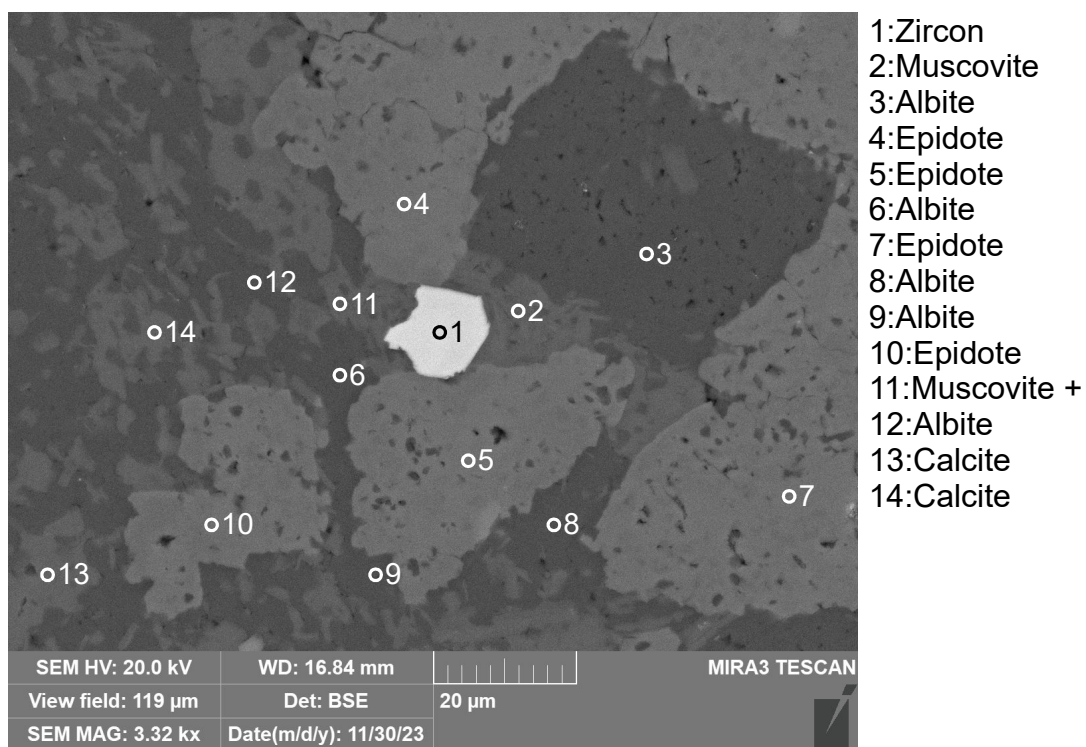 1:Zircon
2:Muscovite
3:Albite
4:Epidote
5:Epidote
6:Albite
7:Epidote
8:Albite
9:Albite
10:Epidote
11:Muscovite +
12:Albite
13:Calcite
14:Calcite
4
3
12
11
2
14
1
6
5
7
10
8
13
9
SEM HV: 20.0 kV WD: 16.84 mm MIRA3 TESCAN
View field: 119 µm Det: BSE 20 µm
SEM MAG: 3.32 kx Date(m/d/y): 11/30/23